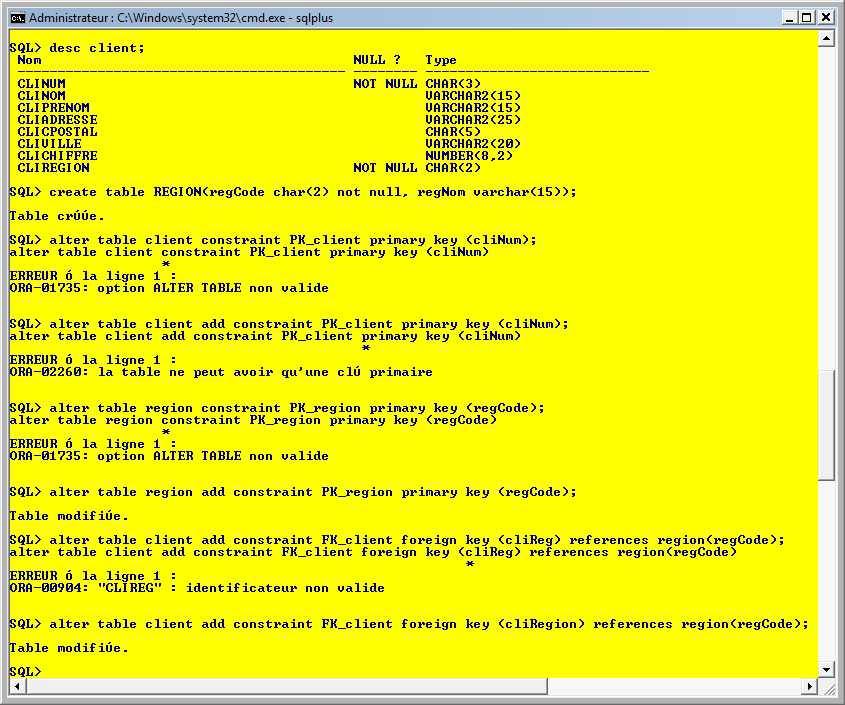 Administrateur : C:\Windows\system32\cmd.exe - sqlplus
SQL> desc client;
Nom NULL ? Type
----------------------------------------- -------- ----------------------------
CLINUM NOT NULL CHAR(3)
CLINOM VARCHAR2(15)
CLIPRENOM VARCHAR2(15)
CLIADRESSE VARCHAR2(25)
CLICPOSTAL CHAR(5)
CLIVILLE VARCHAR2(20)
CLICHIFFRE NUMBER(8,2)
CLIREGION NOT NULL CHAR(2)
SQL> create table REGION(regCode char(2) not null, regNom varchar(15));
Table crúúe.
SQL> alter table client constraint PK_client primary key (cliNum);
alter table client constraint PK_client primary key (cliNum)
*
ERREUR ó la ligne 1 :
ORA-01735: option ALTER TABLE non valide
SQL> alter table client add constraint PK_client primary key (cliNum);
alter table client add constraint PK_client primary key (cliNum)
*
ERREUR ó la ligne 1 :
ORA-02260: la table ne peut avoir qu'une clú primaire
SQL> alter table region constraint PK_region primary key (regCode);
alter table region constraint PK_region primary key (regCode)
*
ERREUR ó la ligne 1 :
ORA-01735: option ALTER TABLE non valide
SQL> alter table region add constraint PK_region primary key (regCode);
Table modifiúe.
SQL> alter table client add constraint FK_client foreign key (cliReg) references region(regCode);
alter table client add constraint FK_client foreign key (cliReg) references region(regCode)
*
ERREUR ó la ligne 1 :
ORA-00904: "CLIREG" : identificateur non valide
SQL> alter table client add constraint FK_client foreign key (cliRegion) references region(regCode);
Table modifiúe.
SQL>